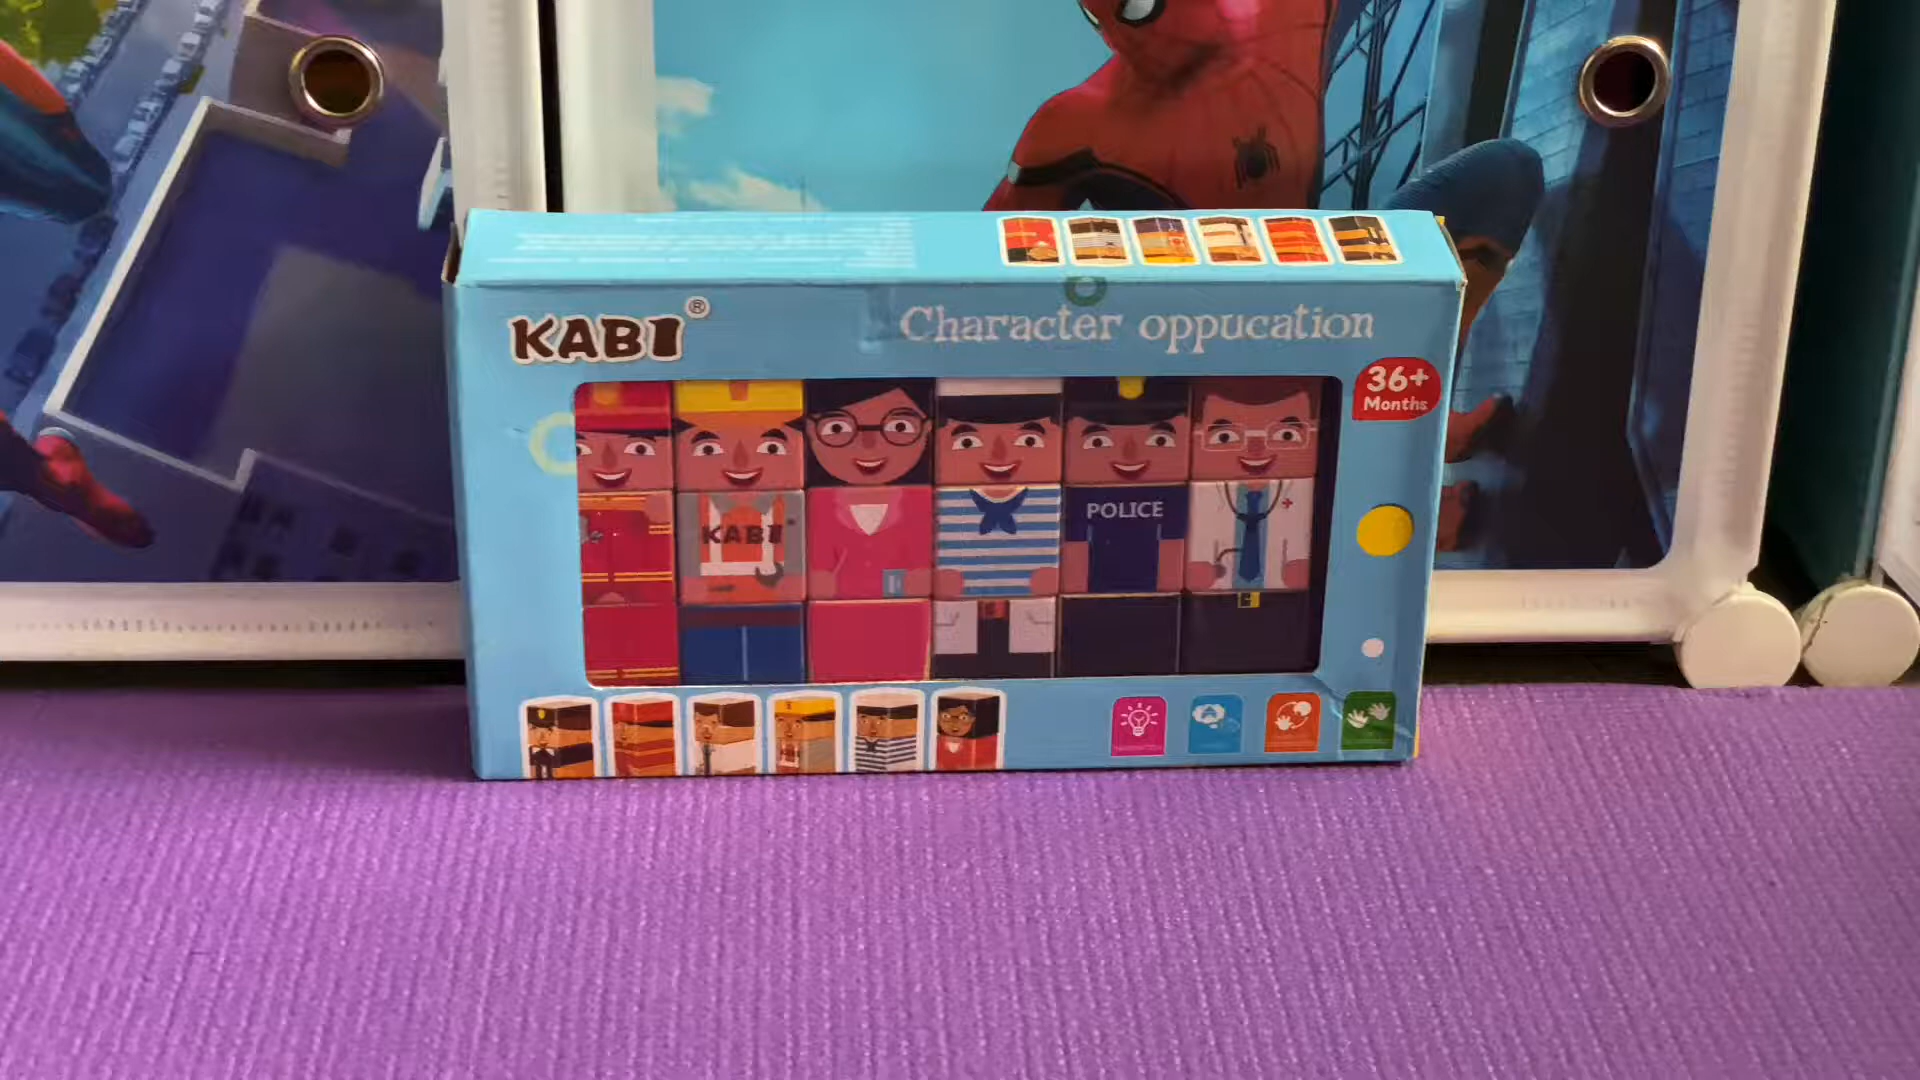 KABI®
Character oppucation
36+
Months
KABI
POLICE